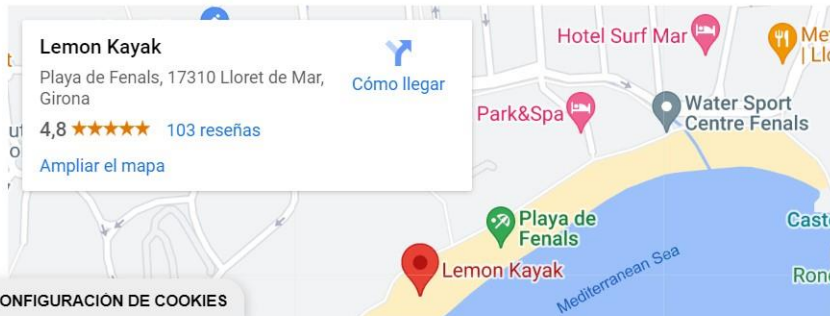 Lemon Kayak
Playa de Fenals, 17310 Lloret de Mar,
Girona
4,8
103 reseñas
Ampliar el mapa
Cómo llegar
Hotel Surf Mar
Park&Spa
Water Sport
Centre Fenals
Playa de
Fenals
Lemon Kayak
Mediterranean Sea
ONFIGURACIÓN DE COOKIES